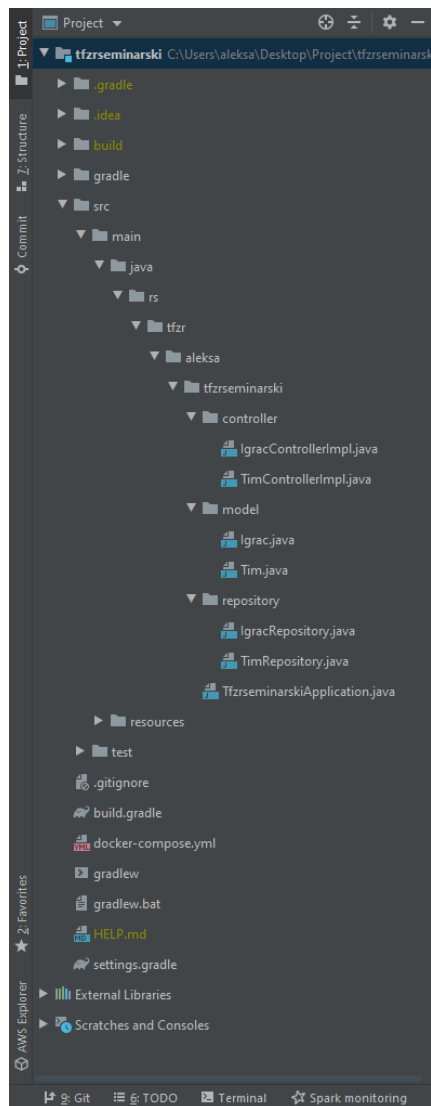 Project
tfzrseminarski C:\Users\aleksa\Desktop\Project\tfzrseminarsk
.gradle
.idea
build
gradle
src
main
java
rs
tfzr
aleksa
tfzrseminarski
controller
IgracControllerImpl.java
TimControllerImpl.java
model
Igrac.java
Tim.java
repository
IgracRepository.java
TimRepository.java
TfzrseminarskiApplication.java
resources
test
.gitignore
build.gradle
docker-compose.yml
gradlew
gradlew.bat
HELP.md
settings.gradle
External Libraries
Scratches and Consoles
1: Project
7: Structure
Commit
2: Favorites
AWS Explorer
9: Git 6: TODO Terminal Spark monitoring